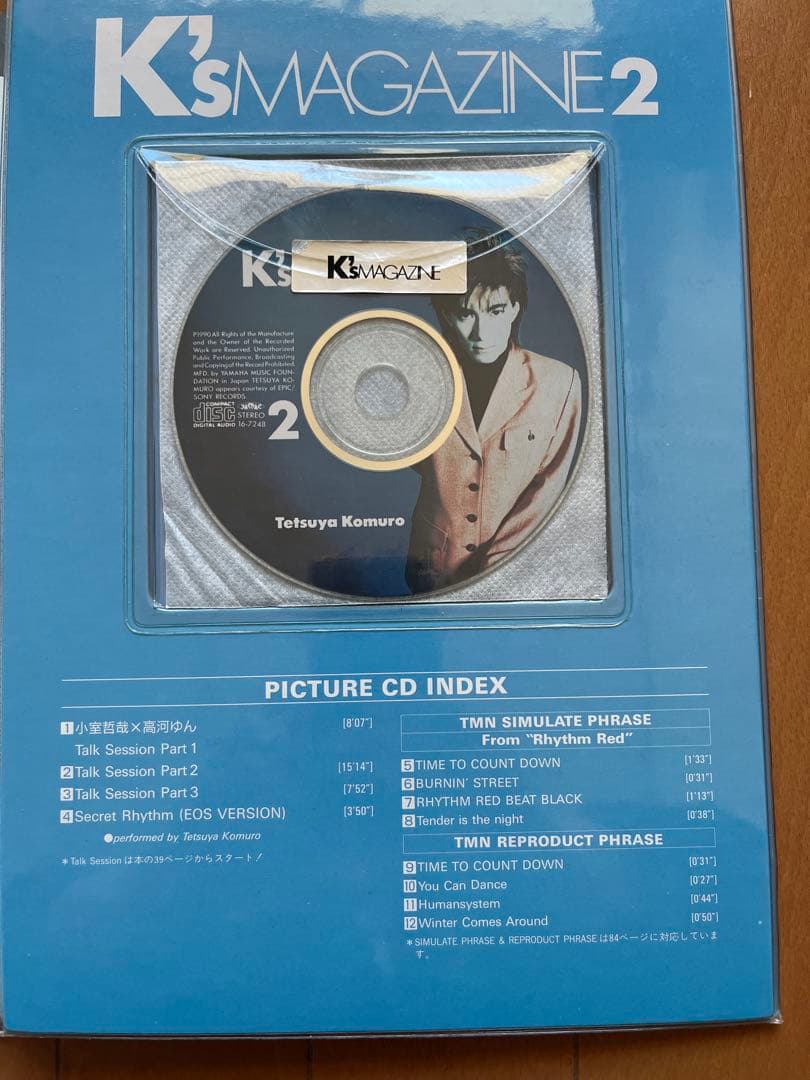 K's MAGAZINE 2
K's
K's MAGAZINE
℗1990 All Rights of the Manufacture
and the Owner of the Recorded
Work are Reserved. Unauthorized
Public Performance, Broadcasting
and Copying of the Record Prohibited.
MFD. by YAMAHA MUSIC FOUN-
DATION in Japan TETSUYA KO-
MURO appears courtesy of EPIC/
SONY RECORDS.
COMPACT
disc
DIGITAL AUDIO
STEREO
16-7248
2
Tetsuya Komuro
PICTURE CD INDEX
1 小室哲哉×高河ゆん [8'07"]
Talk Session Part 1
2 Talk Session Part 2 [15'14"]
3 Talk Session Part 3 [7'52"]
4 Secret Rhythm (EOS VERSION) [3'50"]
●performed by Tetsuya Komuro
*Talk Sessionは本の39ページからスタート!
TMN SIMULATE PHRASE
From "Rhythm Red"
5 TIME TO COUNT DOWN [1'33"]
6 BURNIN' STREET [0'31"]
7 RHYTHM RED BEAT BLACK [1'13"]
8 Tender is the night [0'38"]
TMN REPRODUCT PHRASE
9 TIME TO COUNT DOWN [0'31"]
10 You Can Dance [0'27"]
11 Humansystem [0'44"]
12 Winter Comes Around [0'50"]
*SIMULATE PHRASE & REPRODUCT PHRASEは84ページに対応していま
す。